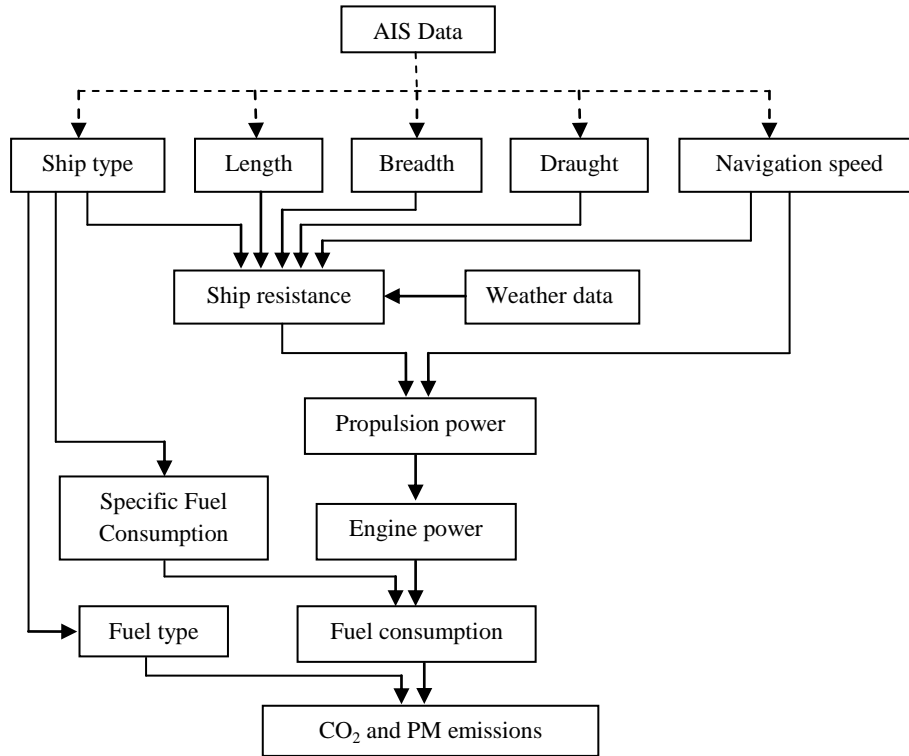 AIS Data
Ship type
Length
Breadth
Draught
Navigation speed
Ship resistance
Weather data
Propulsion power
Specific Fuel
Consumption
Engine power
Fuel type
Fuel consumption
CO₂ and PM emissions